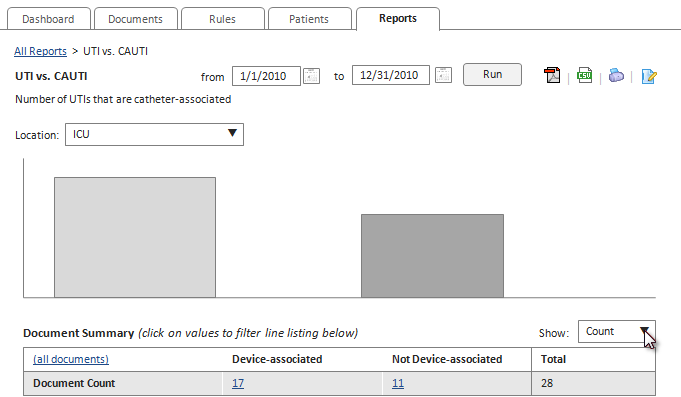 Dashboard Documents Rules Patients Reports
All Reports > UTI vs. CAUTI
UTI vs. CAUTI from 1/1/2010 to 12/31/2010 Run
CSV
Number of UTIs that are catheter-associated
Location: ICU
Document Summary (click on values to filter line listing below) Show: Count
(all documents) Device-associated Not Device-associated Total
Document Count 17 11 28